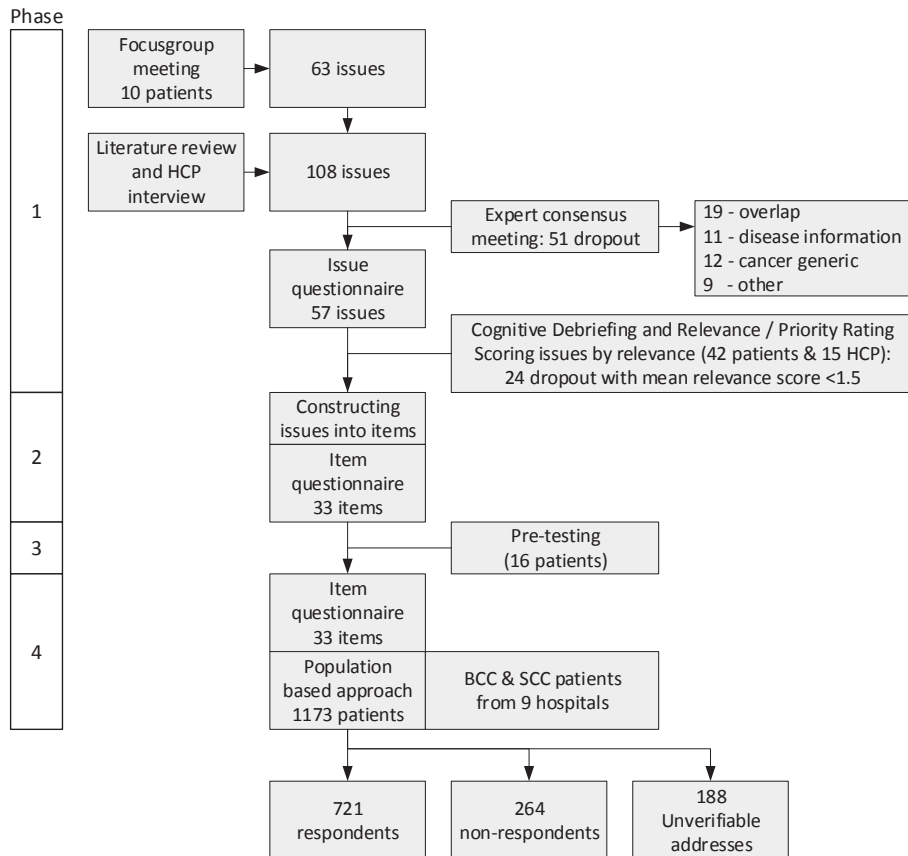 Phase
Focusgroup
meeting
10 patients
63 issues
1
Literature review
and HCP
interview
108 issues
Expert consensus
meeting: 51 dropout
19 - overlap
11 - disease information
12 - cancer generic
9 - other
Issue
questionnaire
57 issues
Cognitive Debriefing and Relevance / Priority Rating
Scoring issues by relevance (42 patients & 15 HCP):
24 dropout with mean relevance score <1.5
2
Constructing
issues into items
Item
questionnaire
33 items
3
Pre-testing
(16 patients)
4
Item
questionnaire
33 items
Population
based approach
1173 patients
BCC & SCC patients
from 9 hospitals
721
respondents
264
non-respondents
188
Unverifiable
addresses